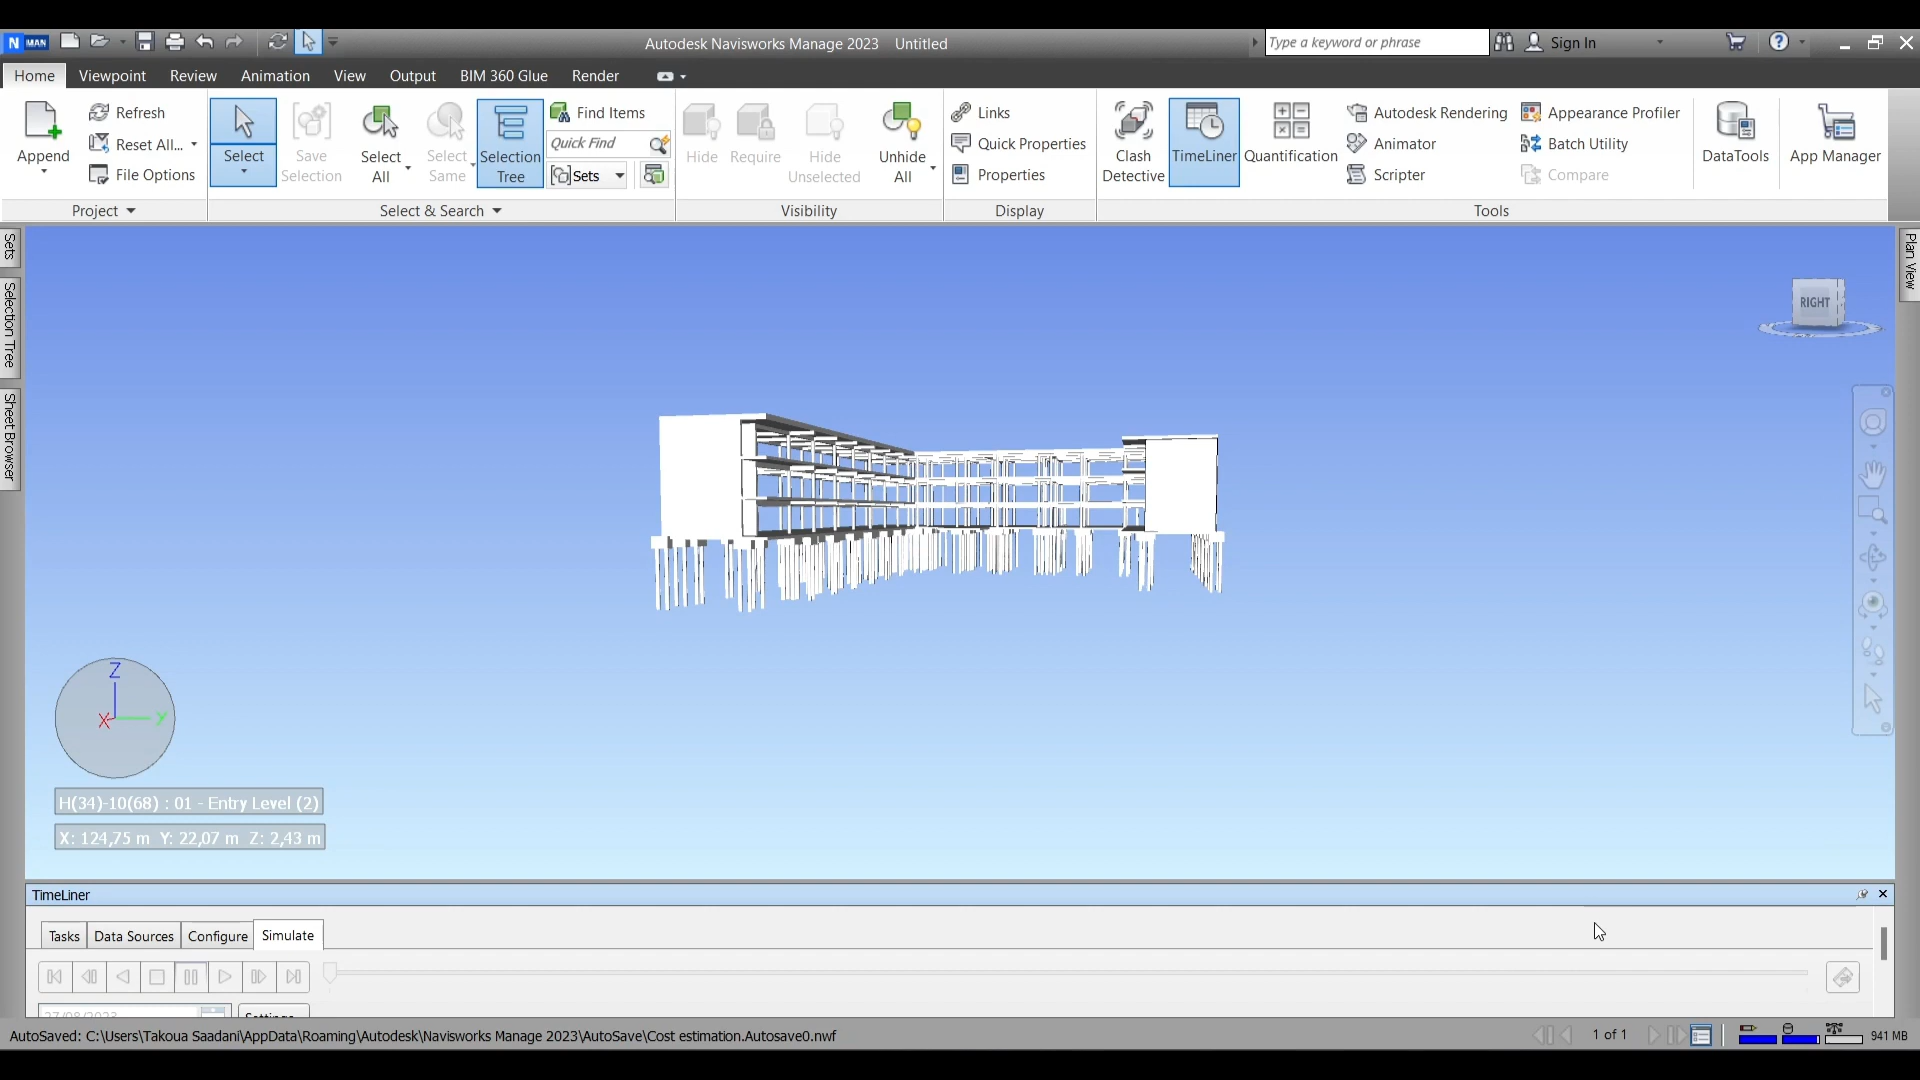 N MAN Autodesk Navisworks Manage 2023 Untitled Type a keyword or phrase Sign In
Home Viewpoint Review Animation View Output BIM 360 Glue Render
Append
Refresh
Reset All...
File Options
Project
Select
Save Selection
Select All
Select Same
Selection Tree
Find Items
Quick Find
Sets
Select & Search
Hide
Require
Hide Unselected
Unhide All
Visibility
Links
Quick Properties
Properties
Display
Clash Detective
TimeLiner
Quantification
Autodesk Rendering
Animator
Scripter
Appearance Profiler
Batch Utility
Compare
DataTools
App Manager
Tools
Sets
Selection Tree
Sheet Browser
Plan View
RIGHT
Z
X Y
H(34)-10(68) : 01 - Entry Level (2)
X: 124,75 m Y: 22,07 m Z: 2,43 m
TimeLiner
Tasks Data Sources Configure Simulate
27/08/2023 Settings
AutoSaved: C:\Users\Takoua Saadani\AppData\Roaming\Autodesk\Navisworks Manage 2023\AutoSave\Cost estimation.Autosave0.nwf 1 of 1 941 MB